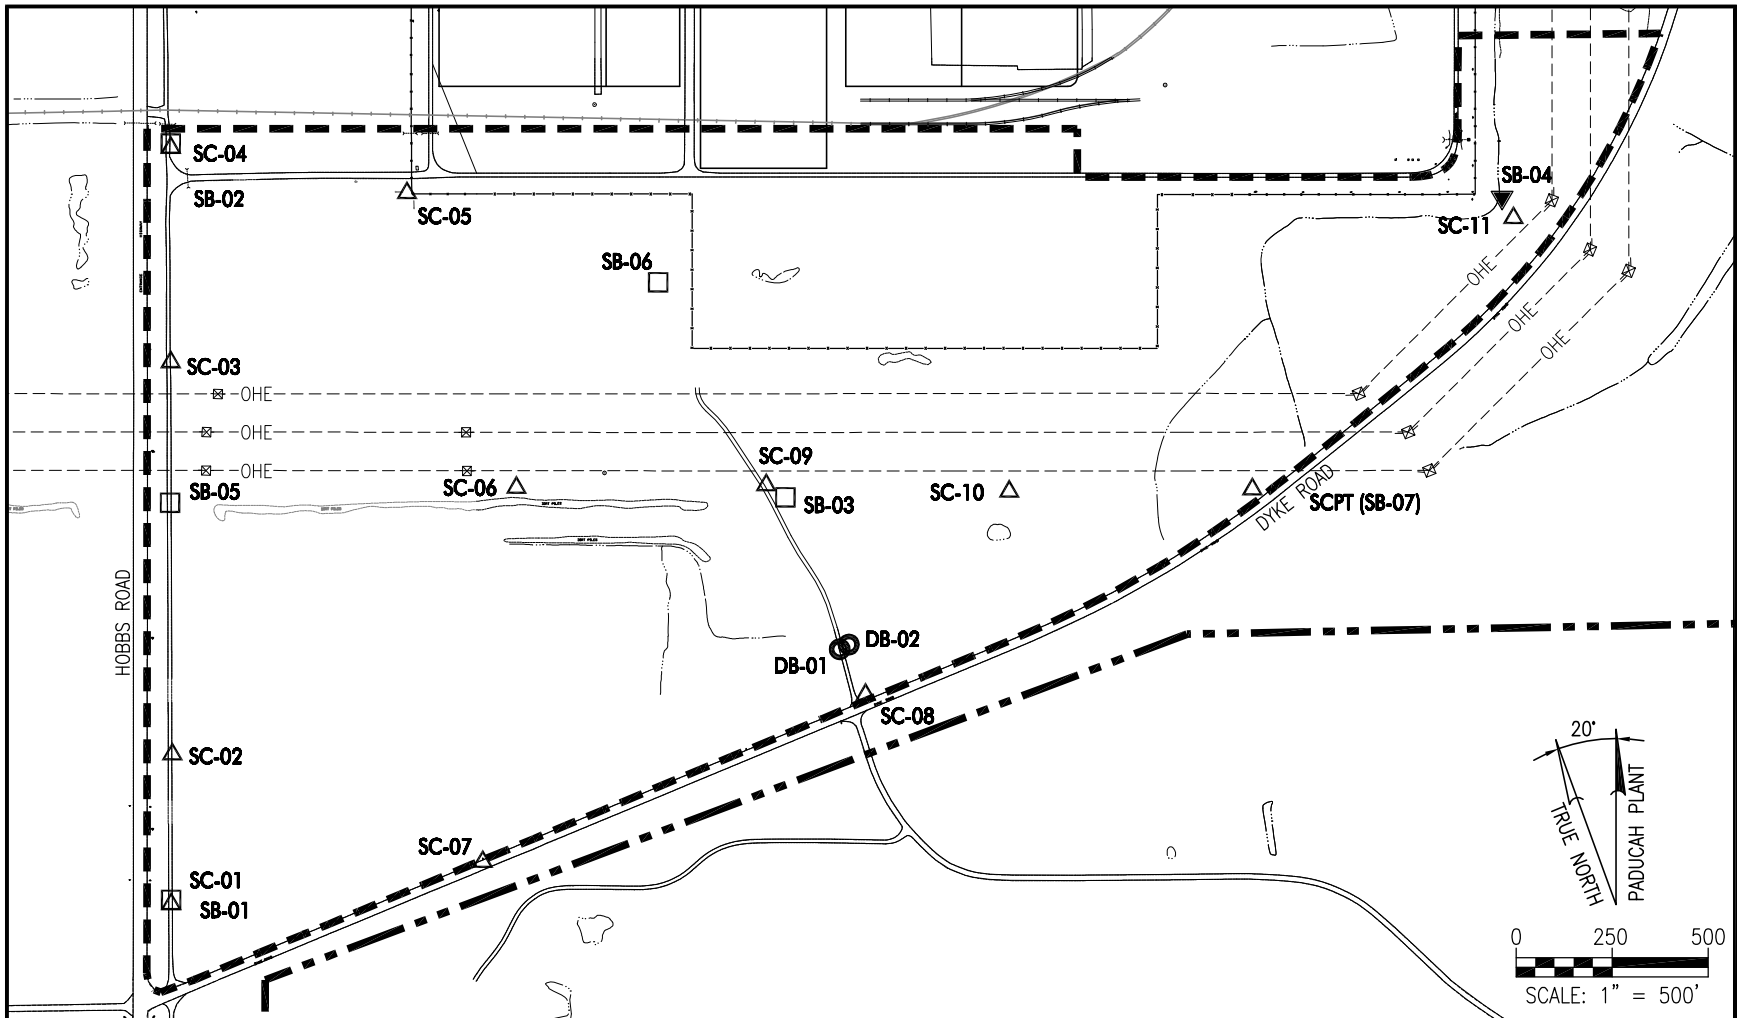 SC-04
SB-02
SC-05
SB-04
SC-11
SB-06
OHE
OHE
OHE
SC-03
OHE
OHE
OHE
SC-09
SC-06
SB-05
SB-03
SC-10
SCPT (SB-07)
DYKE ROAD
HOBBS ROAD
DB-02
DB-01
SC-08
SC-02
SC-07
SC-01
SB-01
20°
TRUE NORTH
PADUCAH PLANT
0 250 500
SCALE: 1" = 500'